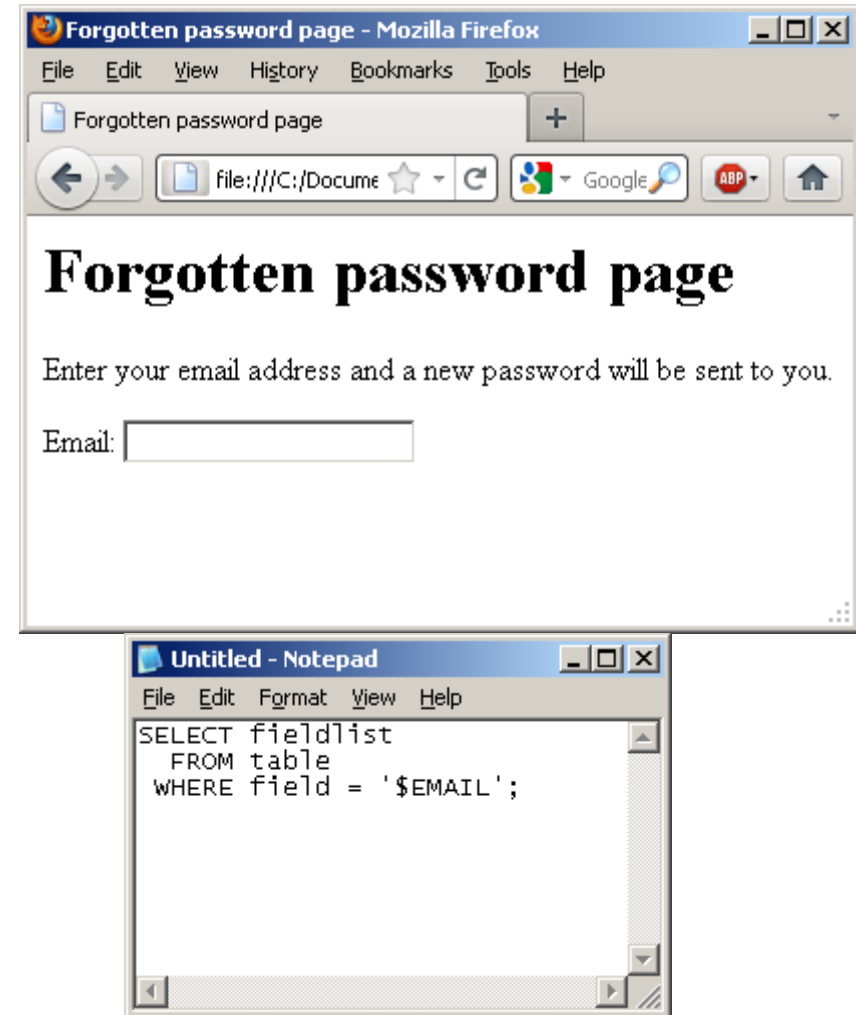 Forgotten password page - Mozilla Firefox
File Edit View History Bookmarks Tools Help
Forgotten password page
file:///C:/Docume Google ABP
Forgotten password page
Enter your email address and a new password will be sent to you.
Email:
Untitled - Notepad
File Edit Format View Help
SELECT fieldlist
FROM table
WHERE field = '$EMAIL';